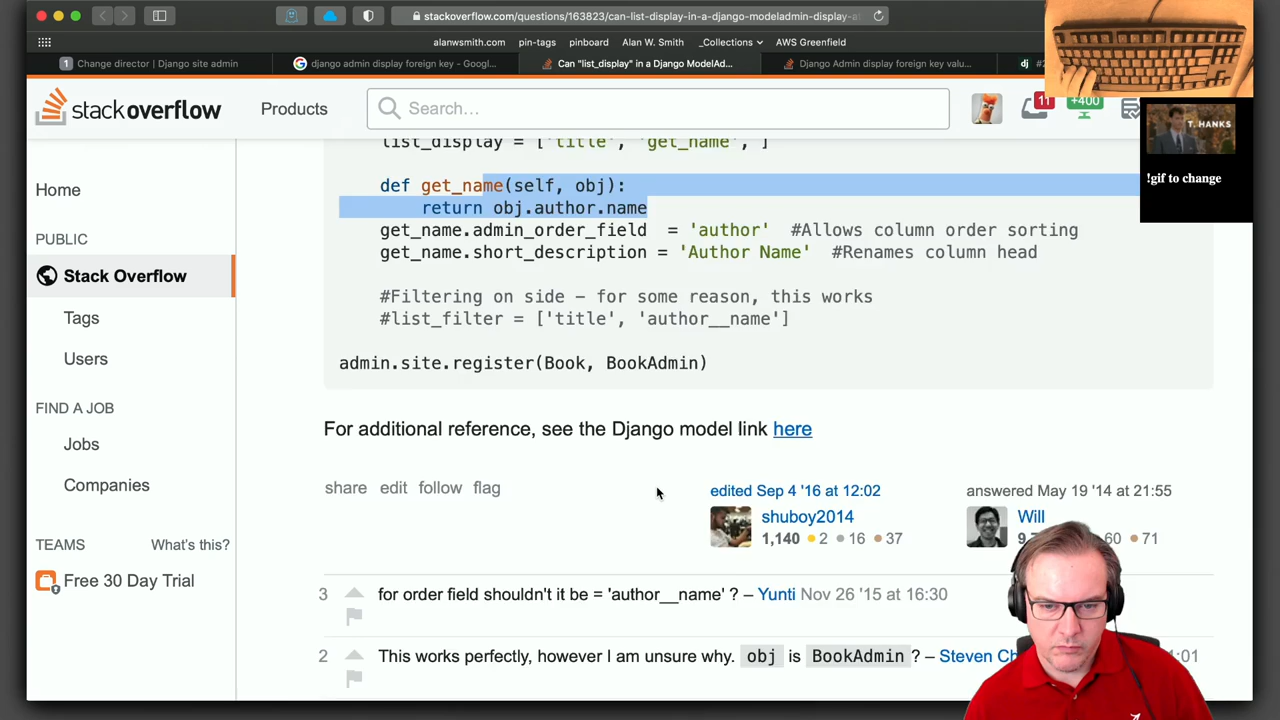 stackoverflow.com/questions/163823/can-list-display-in-a-django-modeladmin-display-at
alanwsmith.com pin-tags pinboard Alan W. Smith _Collections AWS Greenfield
1 Change director | Django site admin
django admin display foreign key - Googl...
Can "list_display" in a Django ModelAd...
Django Admin display foreign key valu...
dj
stackoverflow
Products
Search...
11
+400
T. HANKS
!gif to change
Home
PUBLIC
Stack Overflow
Tags
Users
FIND A JOB
Jobs
Companies
TEAMS What's this?
Free 30 Day Trial
list_display = ['title', 'get_name', ]
def get_name(self, obj):
return obj.author.name
get_name.admin_order_field = 'author' #Allows column order sorting
get_name.short_description = 'Author Name' #Renames column head
#Filtering on side - for some reason, this works
#list_filter = ['title', 'author__name']
admin.site.register(Book, BookAdmin)
For additional reference, see the Django model link here
share edit follow flag
edited Sep 4 '16 at 12:02
shuboy2014
1,140 2 16 37
answered May 19 '14 at 21:55
Will
60 71
3 for order field shouldn't it be = 'author__name' ? – Yunti Nov 26 '15 at 16:30
2 This works perfectly, however I am unsure why. obj is BookAdmin ? – Steven